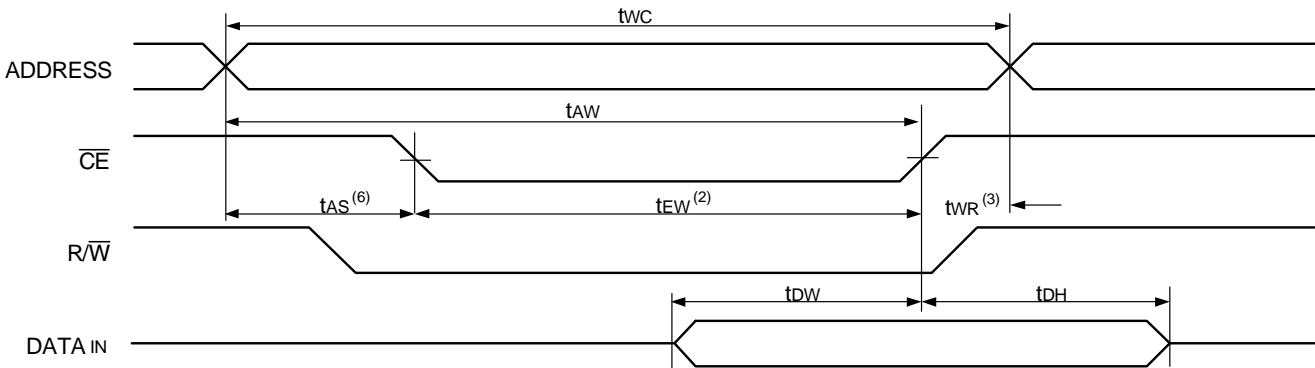 tWC
ADDRESS
tAW
CE
tAS (6)
tEW (2)
tWR (3)
R/W
tDW
tDH
DATA IN